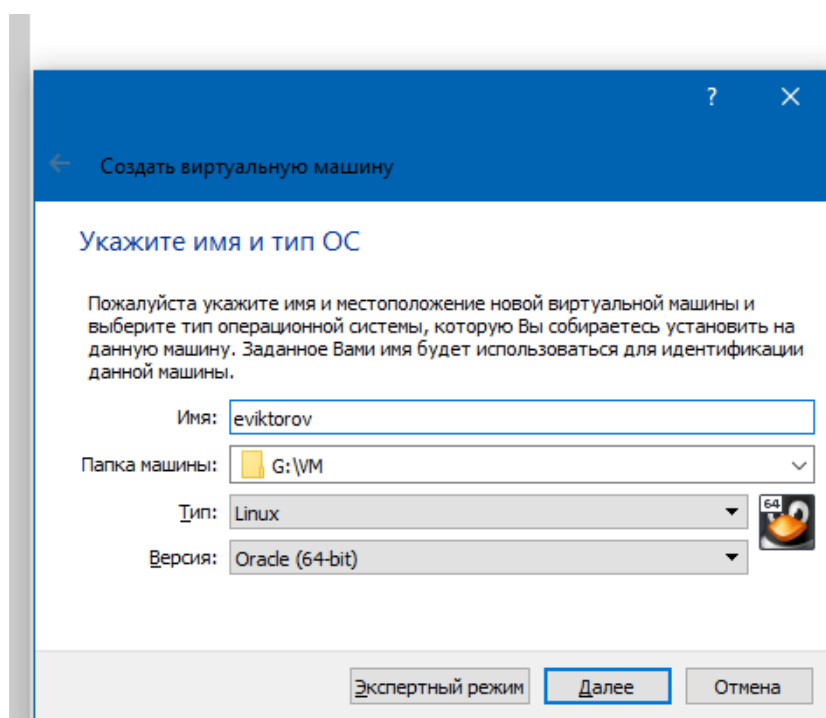 ?
Создать виртуальную машину
Укажите имя и тип ОС
Пожалуйста укажите имя и местоположение новой виртуальной машины и
выберите тип операционной системы, которую Вы собираетесь установить на
данную машину. Заданное Вами имя будет использоваться для идентификации
данной машины.
Имя: eviktorov
Папка машины: G:\VM
Тип: Linux
64
Версия: Oracle (64-bit)
Экспертный режим Далее Отмена